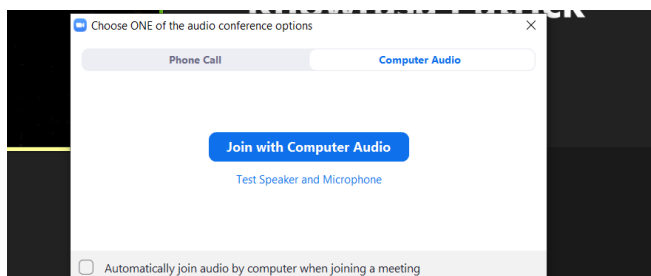 Choose ONE of the audio conference options
Phone Call
Computer Audio
Join with Computer Audio
Test Speaker and Microphone
Automatically join audio by computer when joining a meeting